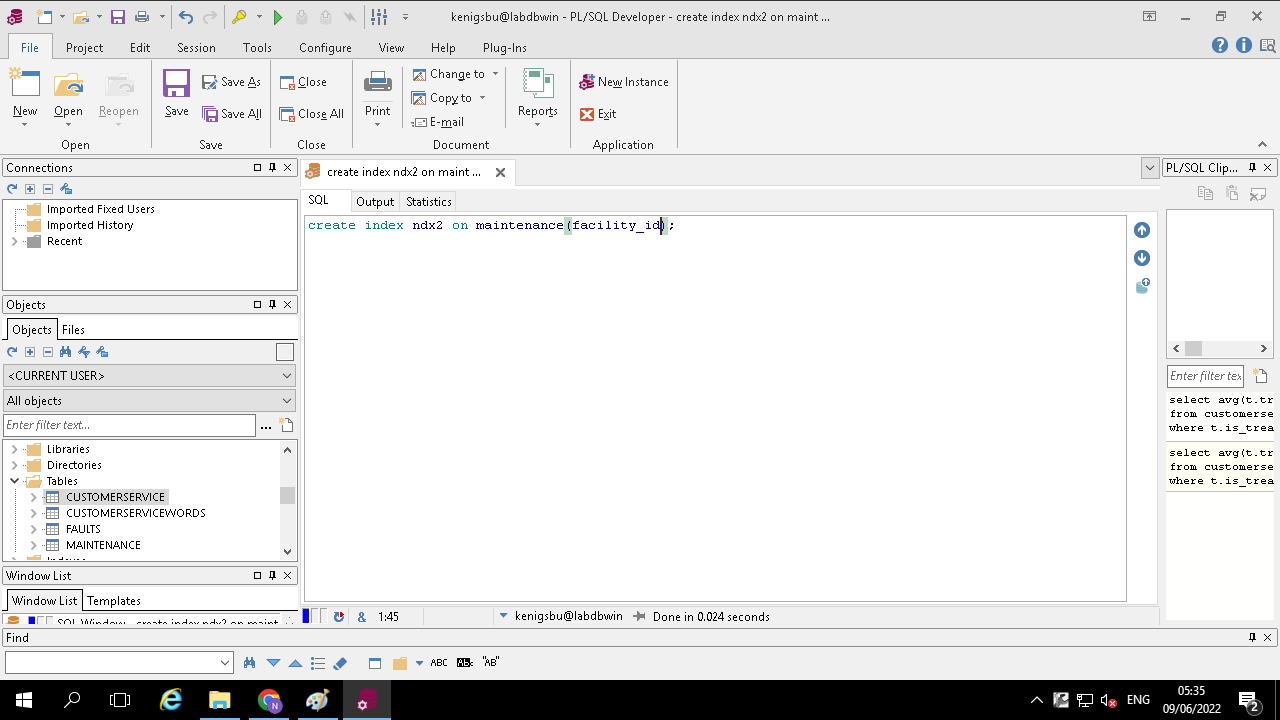 kenigsbu@labdbwin - PL/SQL Developer - create index ndx2 on maint ...
File Project Edit Session Tools Configure View Help Plug-Ins
New Open Reopen
Save Save As Save All
Close Close All
Print Change to Copy to E-mail Reports
New Instance Exit
Open Save Close Document Application
Connections
Imported Fixed Users
Imported History
Recent
Objects
Objects Files
<CURRENT USER>
All objects
Enter filter text...
Libraries
Directories
Tables
CUSTOMERSERVICE
CUSTOMERSERVICEWORDS
FAULTS
MAINTENANCE
Window List
Window List Templates
SQL Window - create index ndx2 on maint
create index ndx2 on maint ...
SQL Output Statistics
create index ndx2 on maintenance(facility_id);
& 1:45 kenigsbu@labdbwin Done in 0.024 seconds
PL/SQL Clip...
Enter filter tex
select avg(t.tr
from customerse
where t.is_trea
select avg(t.tr
from customerse
where t.is_trea
Find
ABC AB "AB"
ENG
05:35
09/06/2022
2